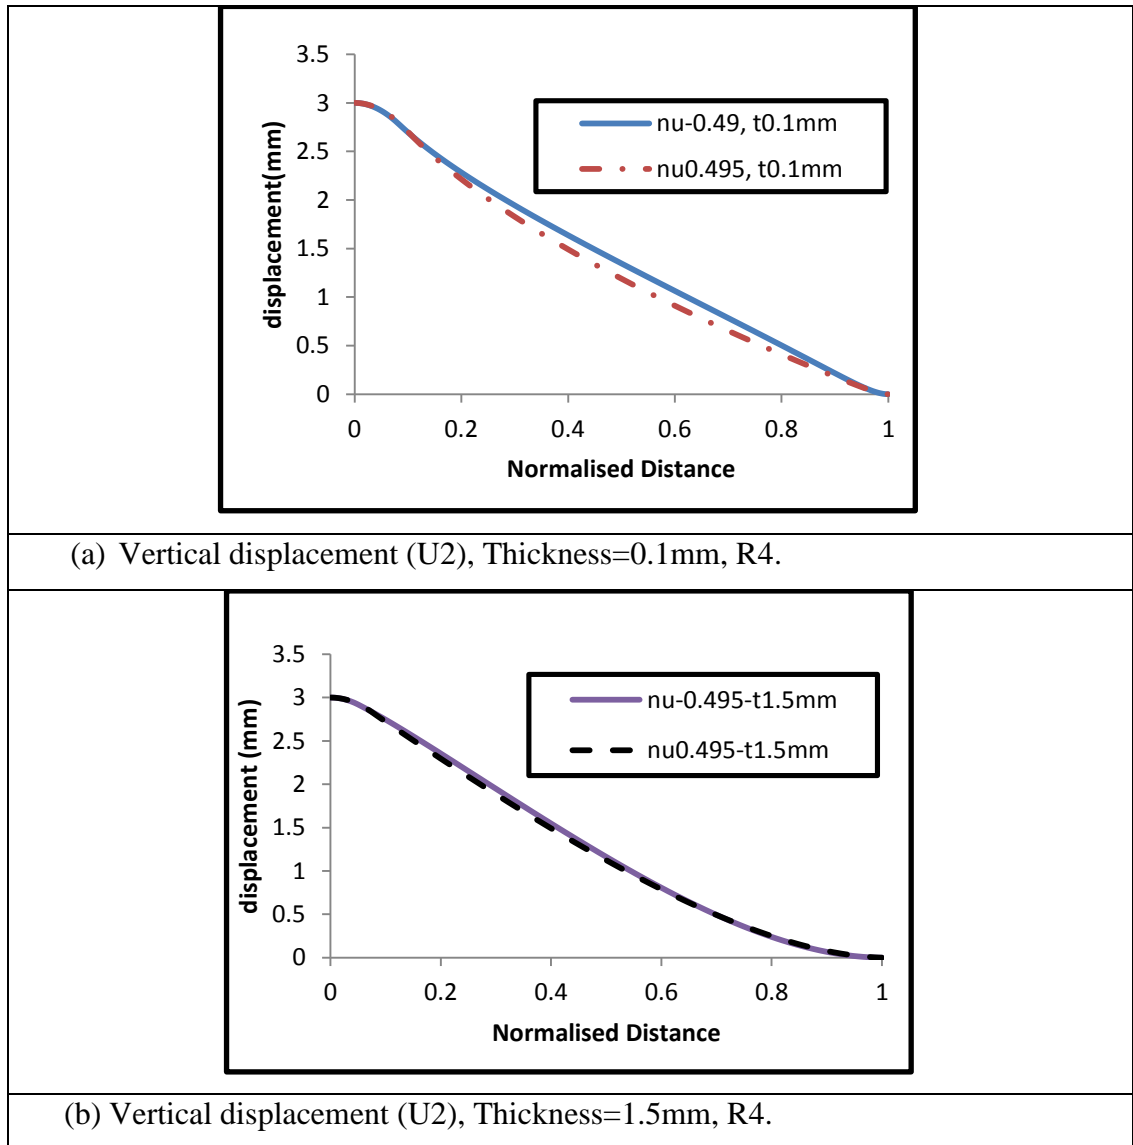 3.5
3
2.5
2
1.5
1
0.5
0
displacement(mm)
nu-0.49, t0.1mm
nu0.495, t0.1mm
0 0.2 0.4 0.6 0.8 1
Normalised Distance
(a) Vertical displacement (U2), Thickness=0.1mm, R4.
3.5
3
2.5
2
1.5
1
0.5
0
displacement (mm)
nu-0.495-t1.5mm
nu0.495-t1.5mm
0 0.2 0.4 0.6 0.8 1
Normalised Distance
(b) Vertical displacement (U2), Thickness=1.5mm, R4.